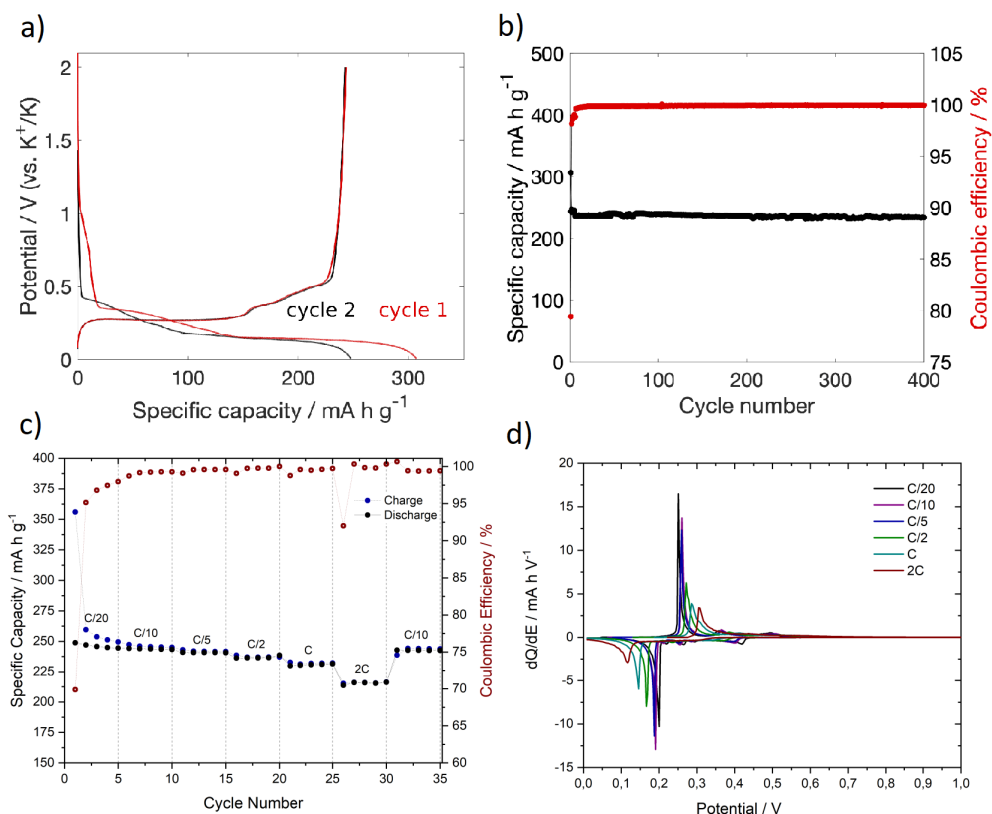 a)
2
1.5
1
0.5
0
0
100
200
300
Potential / V (vs. K⁺/K)
Specific capacity / mA h g⁻¹
cycle 2
cycle 1
b)
500
400
300
200
100
0
0
100
200
300
400
105
100
95
90
85
80
75
Specific capacity / mA h g⁻¹
Coulombic efficiency / %
Cycle number
c)
400
375
350
325
300
275
250
225
200
175
150
0
5
10
15
20
25
30
35
100
95
90
85
80
75
70
65
60
Specific Capacity / mA h g⁻¹
Coulombic Efficiency / %
Cycle Number
Charge
Discharge
C/20
C/10
C/5
C/2
C
2C
C/10
d)
20
15
10
5
0
-5
-10
-15
0,0
0,1
0,2
0,3
0,4
0,5
0,6
0,7
0,8
0,9
1,0
dQ/dE / mA h V⁻¹
Potential / V
C/20
C/10
C/5
C/2
C
2C